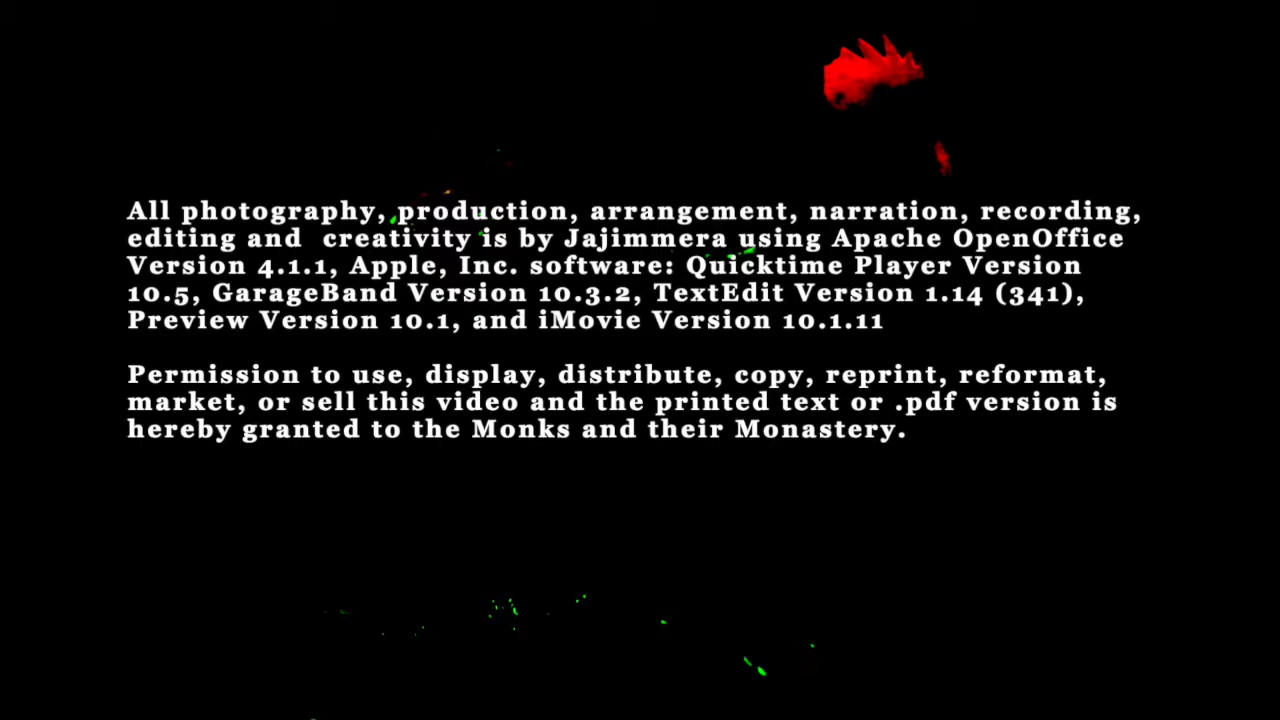 All photography, production, arrangement, narration, recording,
editing and  creativity is by Jajimmera using Apache OpenOffice
Version 4.1.1, Apple, Inc. software: Quicktime Player Version
10.5, GarageBand Version 10.3.2, TextEdit Version 1.14 (341),
Preview Version 10.1, and iMovie Version 10.1.11
Permission to use, display, distribute, copy, reprint, reformat,
market, or sell this video and the printed text or .pdf version is
hereby granted to the Monks and their Monastery.